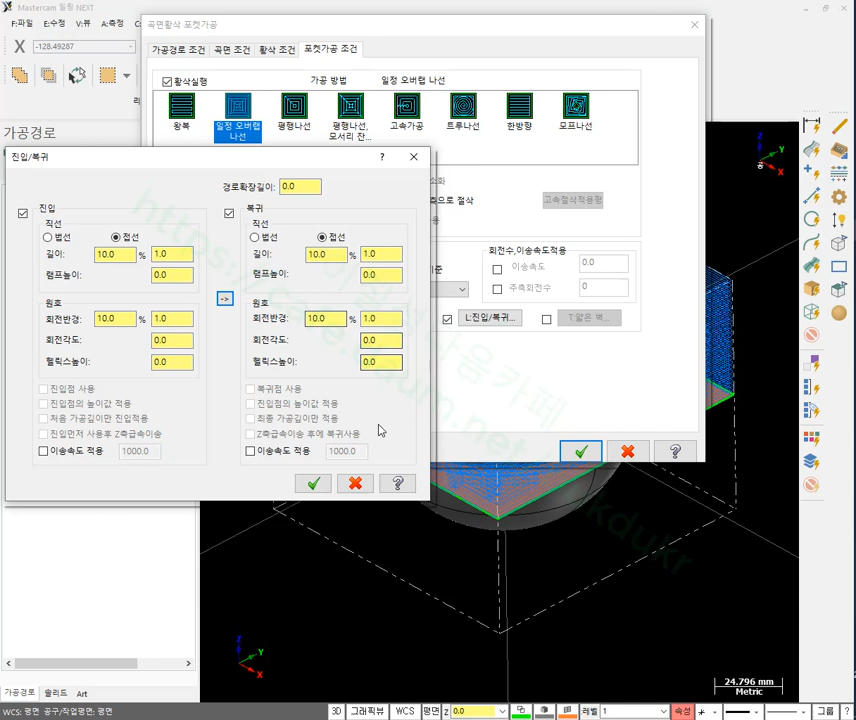 Mastercam 밀링 NEXT
F:파일 E:수정 V:뷰 A:측정
X -128.49287
가공경로
곡면황삭 포켓가공
가공경로 조건 곡면 조건 황삭 조건 포켓가공 조건
황삭실행 가공 방법 일정 오버랩 나선
왕복
일정 오버랩 나선
평행나선
평행나선, 모서리 잔...
고속가공
트루나선
한방향
모프나선
소화
측으로 절삭 고속절삭적용평
용
회전수,이송속도적용
이송속도 0.0
주축회전수 0
기준
L:진입/복귀... T:얇은 벽...
진입/복귀 ?
경로확장길이: 0.0
진입
직선
법선 접선
길이: 10.0 % 1.0
램프높이: 0.0
원호
회전반경: 10.0 % 1.0
회전각도: 0.0
헬릭스높이: 0.0
진입점 사용
진입점의 높이값 적용
처음 가공깊이만 진입적용
진입먼저 사용후 Z축급속이송
이송속도 적용 1000.0
->
복귀
직선
법선 접선
길이: 10.0 % 1.0
램프높이: 0.0
원호
회전반경: 10.0 % 1.0
회전각도: 0.0
헬릭스높이: 0.0
복귀점 사용
진입점의 높이값 적용
최종 가공깊이만 적용
Z축급속이송 후에 복귀사용
이송속도 적용 1000.0
Z
Y
X
Z
Y
X
24.796 mm
Metric
가공경로 솔리드 Art
WCS: 평면 공구/작업평면: 평면 3D 그래픽뷰 WCS 평면 Z 0.0 레벨 1 속성 그룹 ?